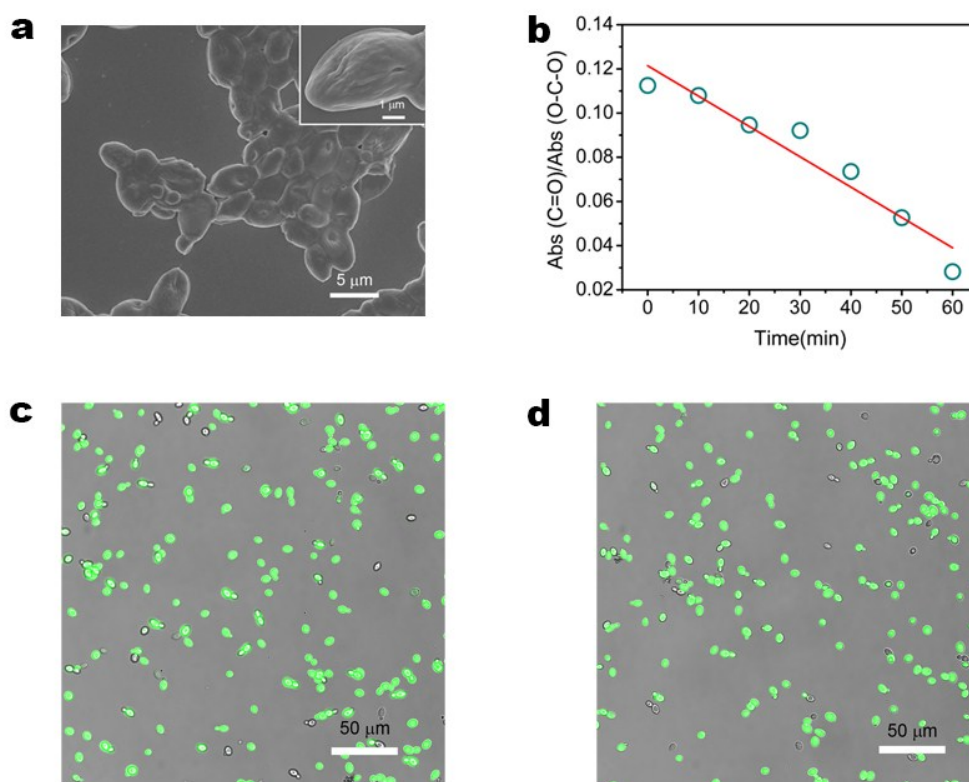 a
1 μm
5 μm
b
0.14
0.12
0.10
0.08
0.06
0.04
0.02
Abs (C=O)/Abs (O-C-O)
0 10 20 30 40 50 60
Time(min)
c
50 μm
d
50 μm